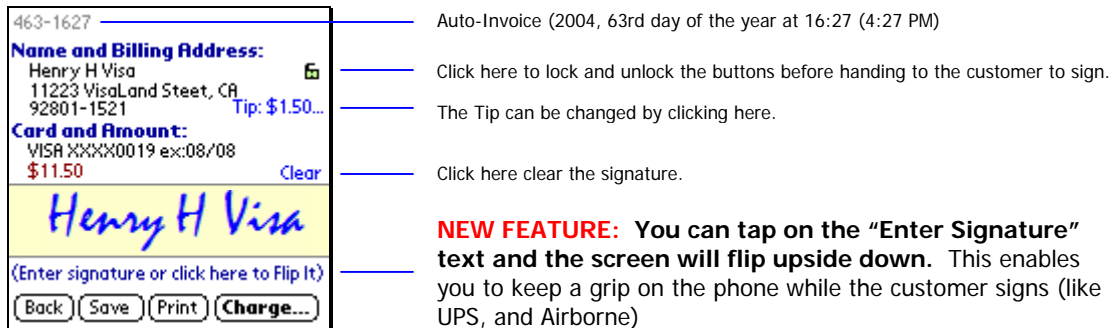 463-1627
Name and Billing Address:
Henry H Visa
11223 VisaLand Steet, CA
92801-1521
Tip: $1.50...
Card and Amount:
VISA XXXX0019 ex:08/08
$11.50
Clear
Henry H Visa
(Enter signature or click here to Flip It)
Back
Save
Print
Charge...
Auto-Invoice (2004, 63rd day of the year at 16:27 (4:27 PM)
Click here to lock and unlock the buttons before handing to the customer to sign.
The Tip can be changed by clicking here.
Click here clear the signature.
NEW FEATURE: You can tap on the “Enter Signature”
text and the screen will flip upside down. This enables
you to keep a grip on the phone while the customer signs (like
UPS, and Airborne)